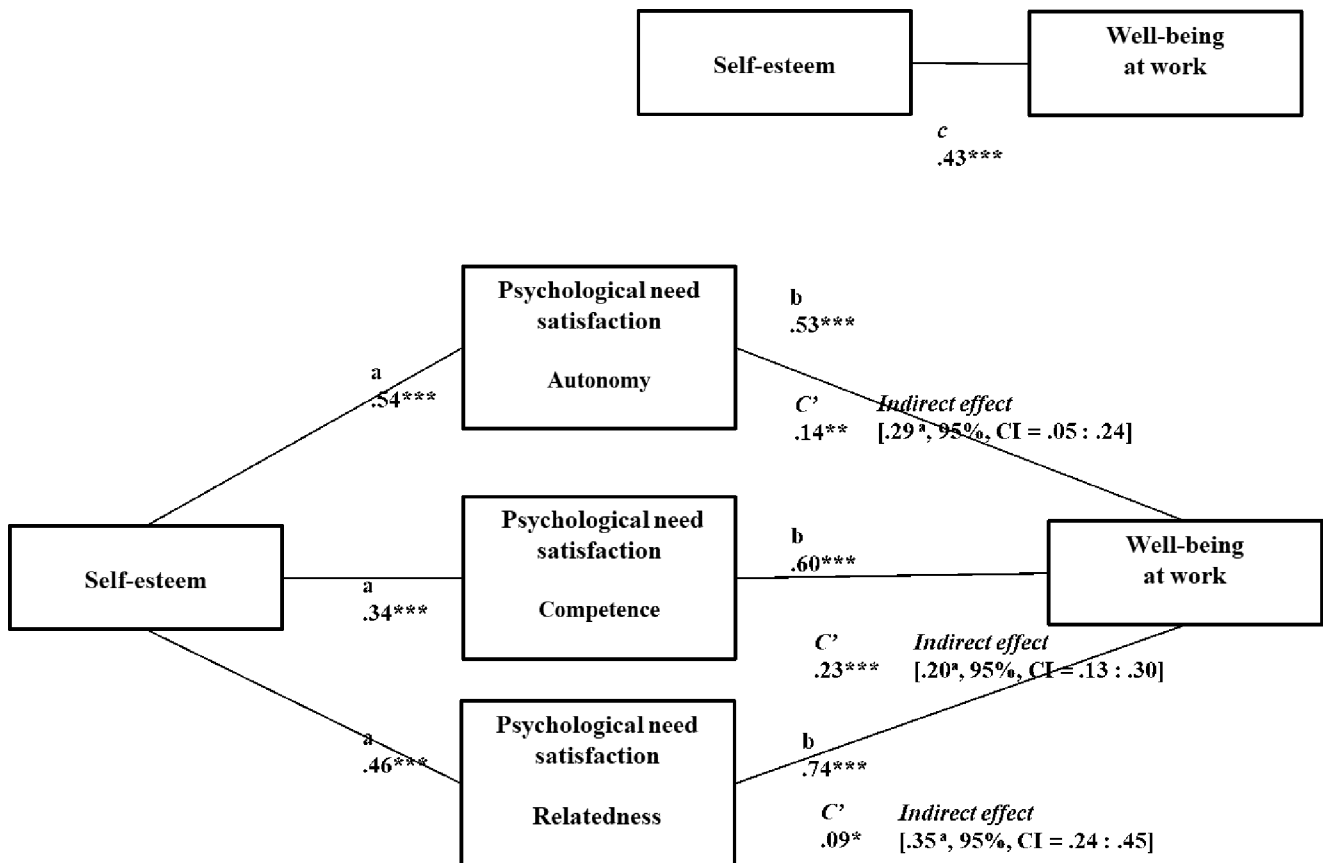 Self-esteem
Well-being
at work
c
.43***
Psychological need
satisfaction
Autonomy
a
.54***
b
.53***
C’ Indirect effect
.14** [.29 ª, 95%, CI = .05 : .24]
Self-esteem
Psychological need
satisfaction
Competence
a
.34***
b
.60***
Well-being
at work
C’ Indirect effect
.23*** [.20ª, 95%, CI = .13 : .30]
Psychological need
satisfaction
Relatedness
a
.46***
b
.74***
C’ Indirect effect
.09* [.35 ª, 95%, CI = .24 : .45]